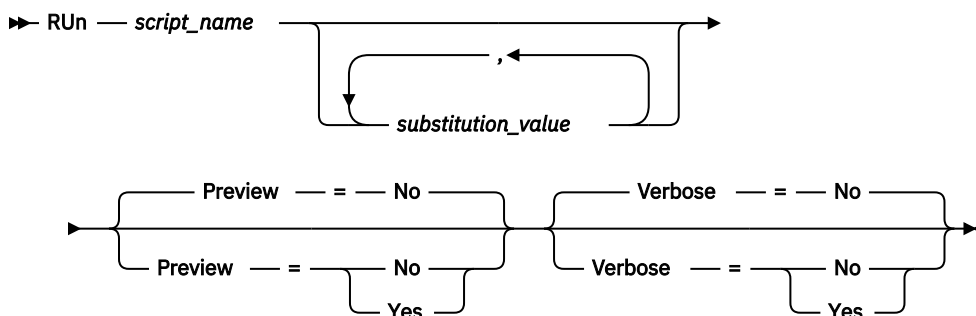 RUn script_name
,
substitution_value
Preview = No Verbose = No
Preview = No Verbose = No
Yes Yes